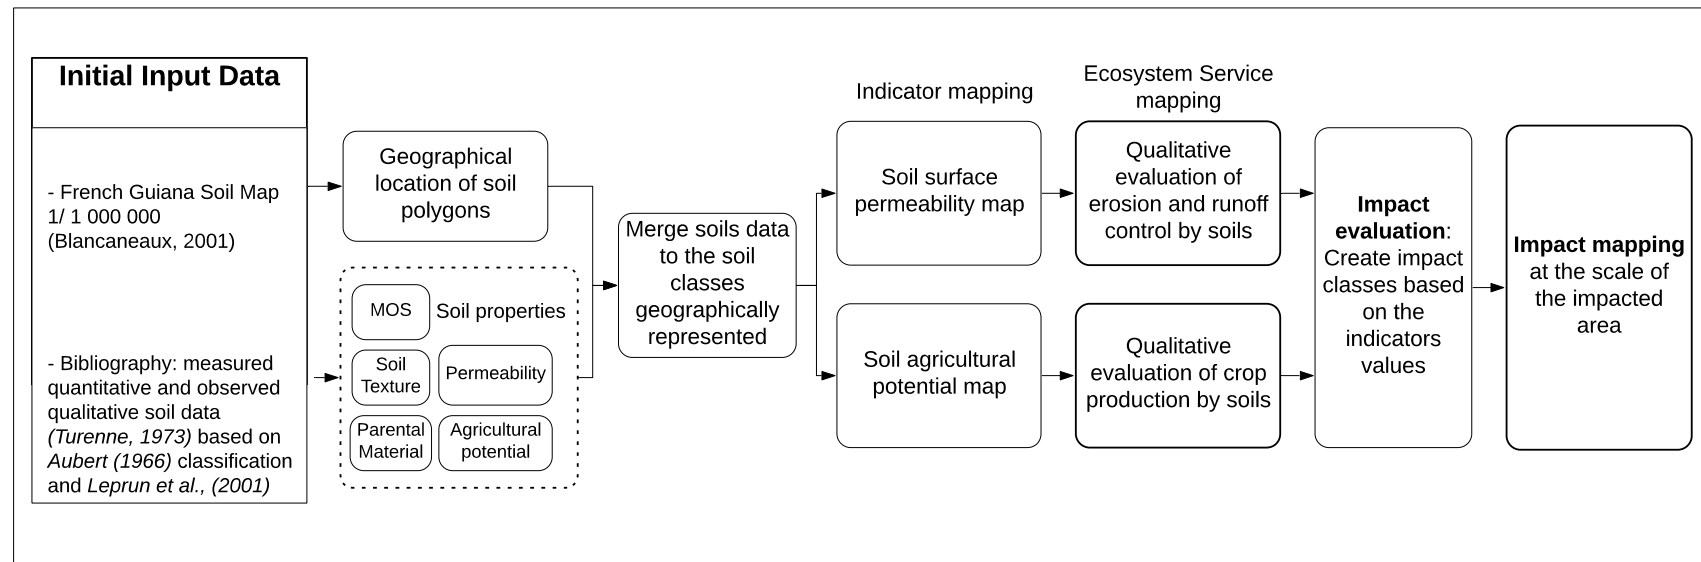 Initial Input Data
- French Guiana Soil Map
1/ 1 000 000
(Blancaneaux, 2001)
- Bibliography: measured
quantitative and observed
qualitative soil data
(Turenne, 1973) based on
Aubert (1966) classification
and Leprun et al., (2001)
Geographical
location of soil
polygons
MOS
Soil properties
Soil
Texture
Permeability
Parental
Material
Agricultural
potential
Merge soils data
to the soil
classes
geographically
represented
Indicator mapping
Soil surface
permeability map
Soil agricultural
potential map
Ecosystem Service
mapping
Qualitative
evaluation of
erosion and runoff
control by soils
Qualitative
evaluation of crop
production by soils
Impact
evaluation:
Create impact
classes based
on the
indicators
values
Impact mapping
at the scale of
the impacted
area